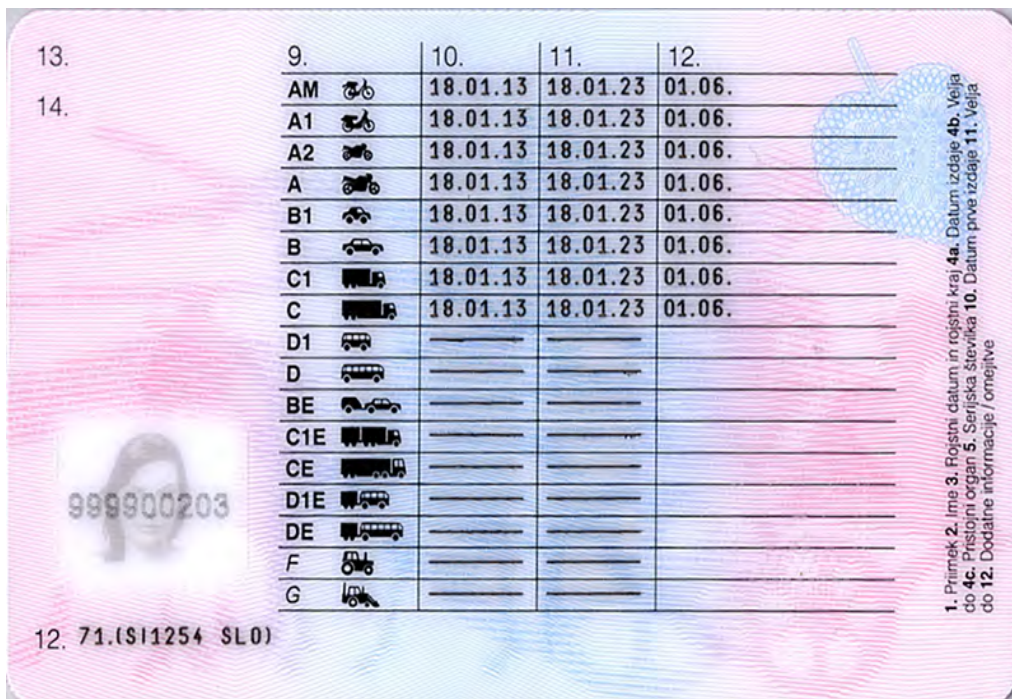 13.
14.
9. 10. 11. 12.
AM 18.01.13 18.01.23 01.06.
A1 18.01.13 18.01.23 01.06.
A2 18.01.13 18.01.23 01.06.
A 18.01.13 18.01.23 01.06.
B1 18.01.13 18.01.23 01.06.
B 18.01.13 18.01.23 01.06.
C1 18.01.13 18.01.23 01.06.
C 18.01.13 18.01.23 01.06.
D1
D
BE
C1E
CE
D1E
DE
F
G
999900203
12. 71.(SI1254 SLO)
1. Priimek 2. Ime 3. Rojstni datum in rojstni kraj 4a. Datum izdaje 4b. Velja
do 4c. Pristojni organ 5. Serijska številka 10. Datum prve izdaje 11. Velja
do 12. Dodatne informacije / omejitve